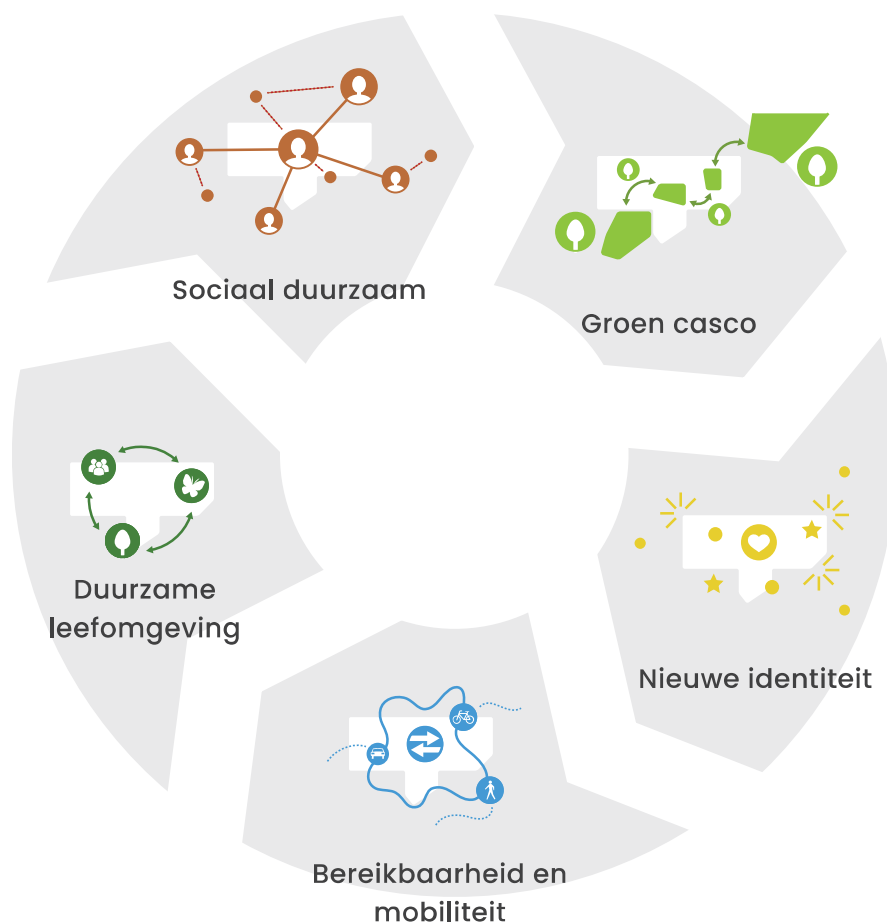 Sociaal duurzaam
Groen casco
Duurzame
leefomgeving
Nieuwe identiteit
Bereikbaarheid en
mobiliteit